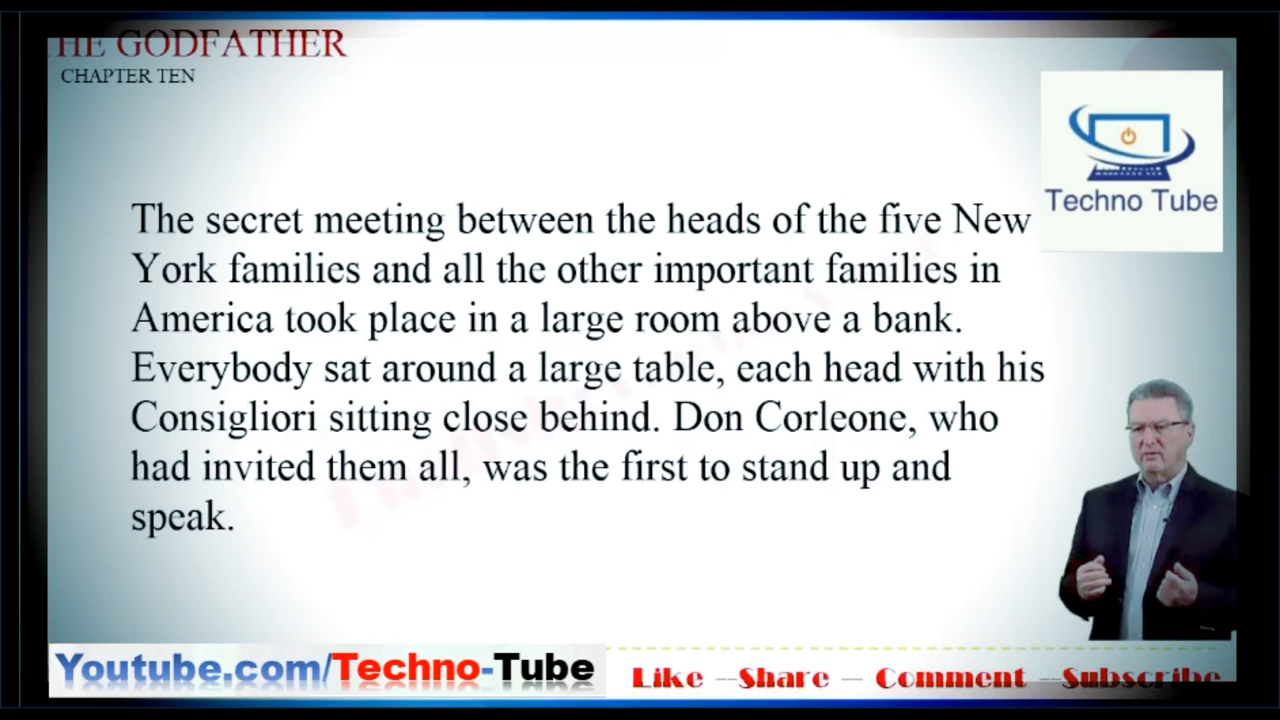 THE GODFATHER
CHAPTER TEN
Techno Tube
The secret meeting between the heads of the five New
York families and all the other important families in
America took place in a large room above a bank.
Everybody sat around a large table, each head with his
Consigliori sitting close behind. Don Corleone, who
had invited them all, was the first to stand up and
speak.
Youtube.com/Techno-Tube
Like --Share -- Comment --Subscribe